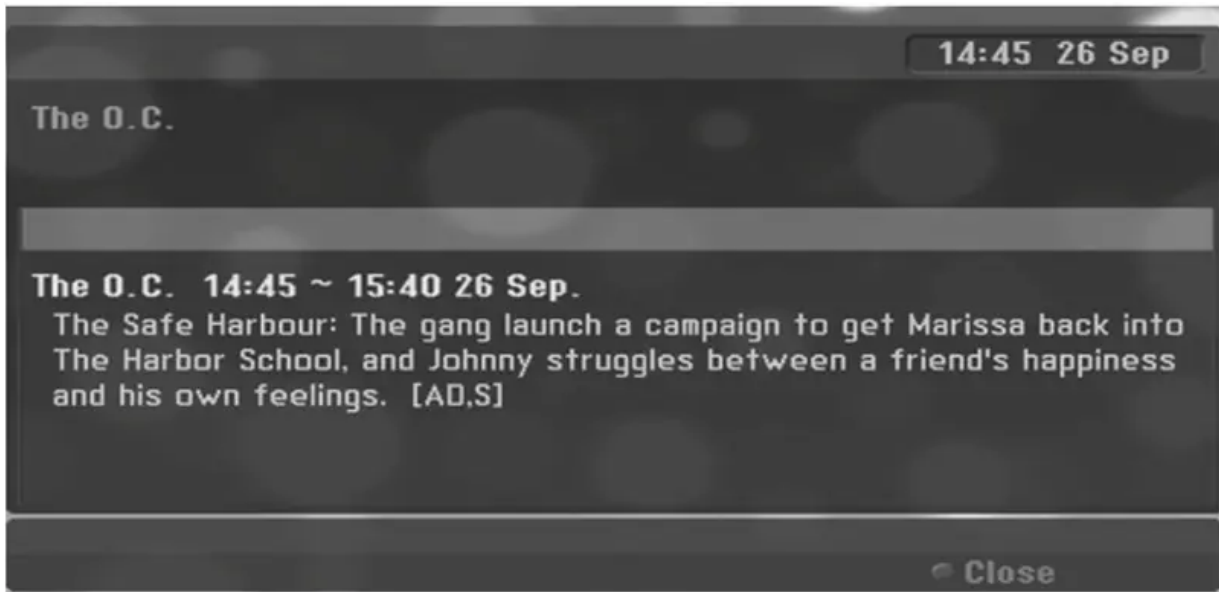 14:45 26 Sep
The O.C.
The O.C. 14:45 ~ 15:40 26 Sep.
The Safe Harbour: The gang launch a campaign to get Marissa back into
The Harbor School, and Johnny struggles between a friend's happiness
and his own feelings. [AD,S]
Close